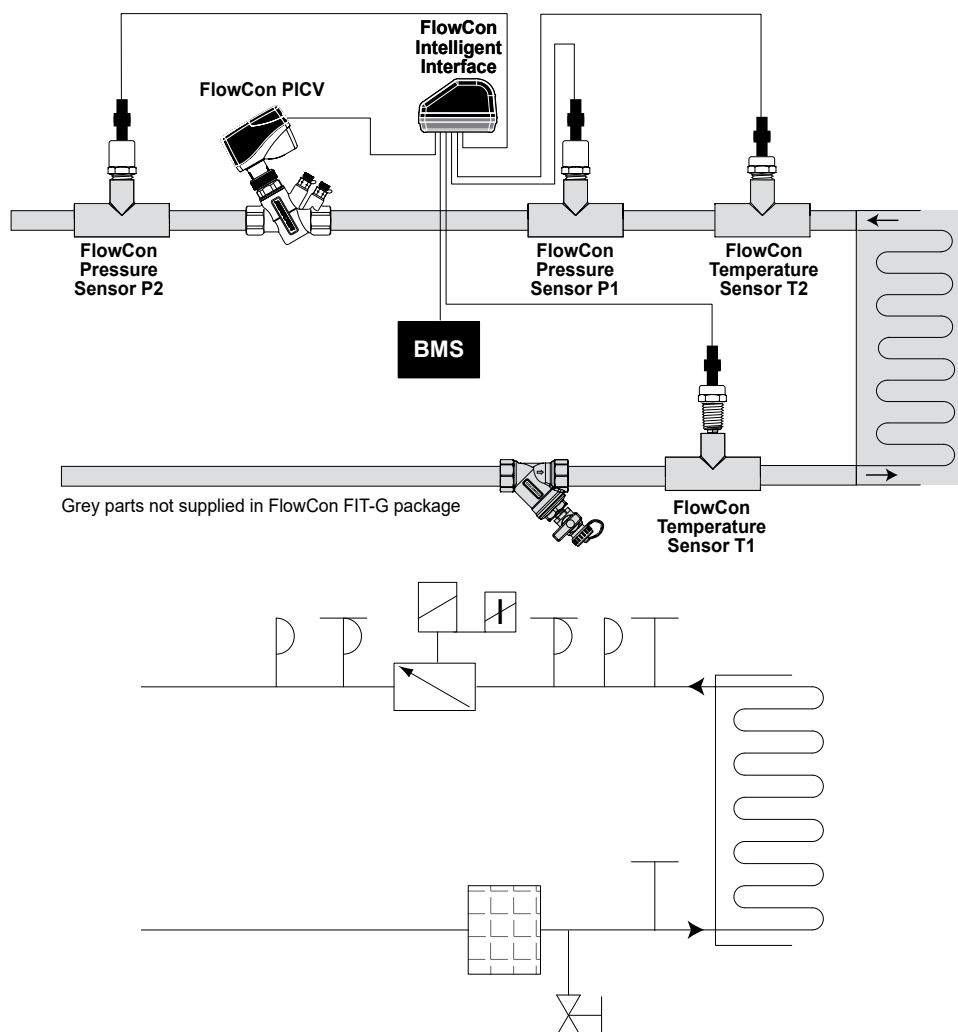 FlowCon
Intelligent
Interface
FlowCon PICV
FlowCon
Pressure
Sensor P2
FlowCon
Pressure
Sensor P1
FlowCon
Temperature
Sensor T2
BMS
Grey parts not supplied in FlowCon FIT-G package
FlowCon
Temperature
Sensor T1